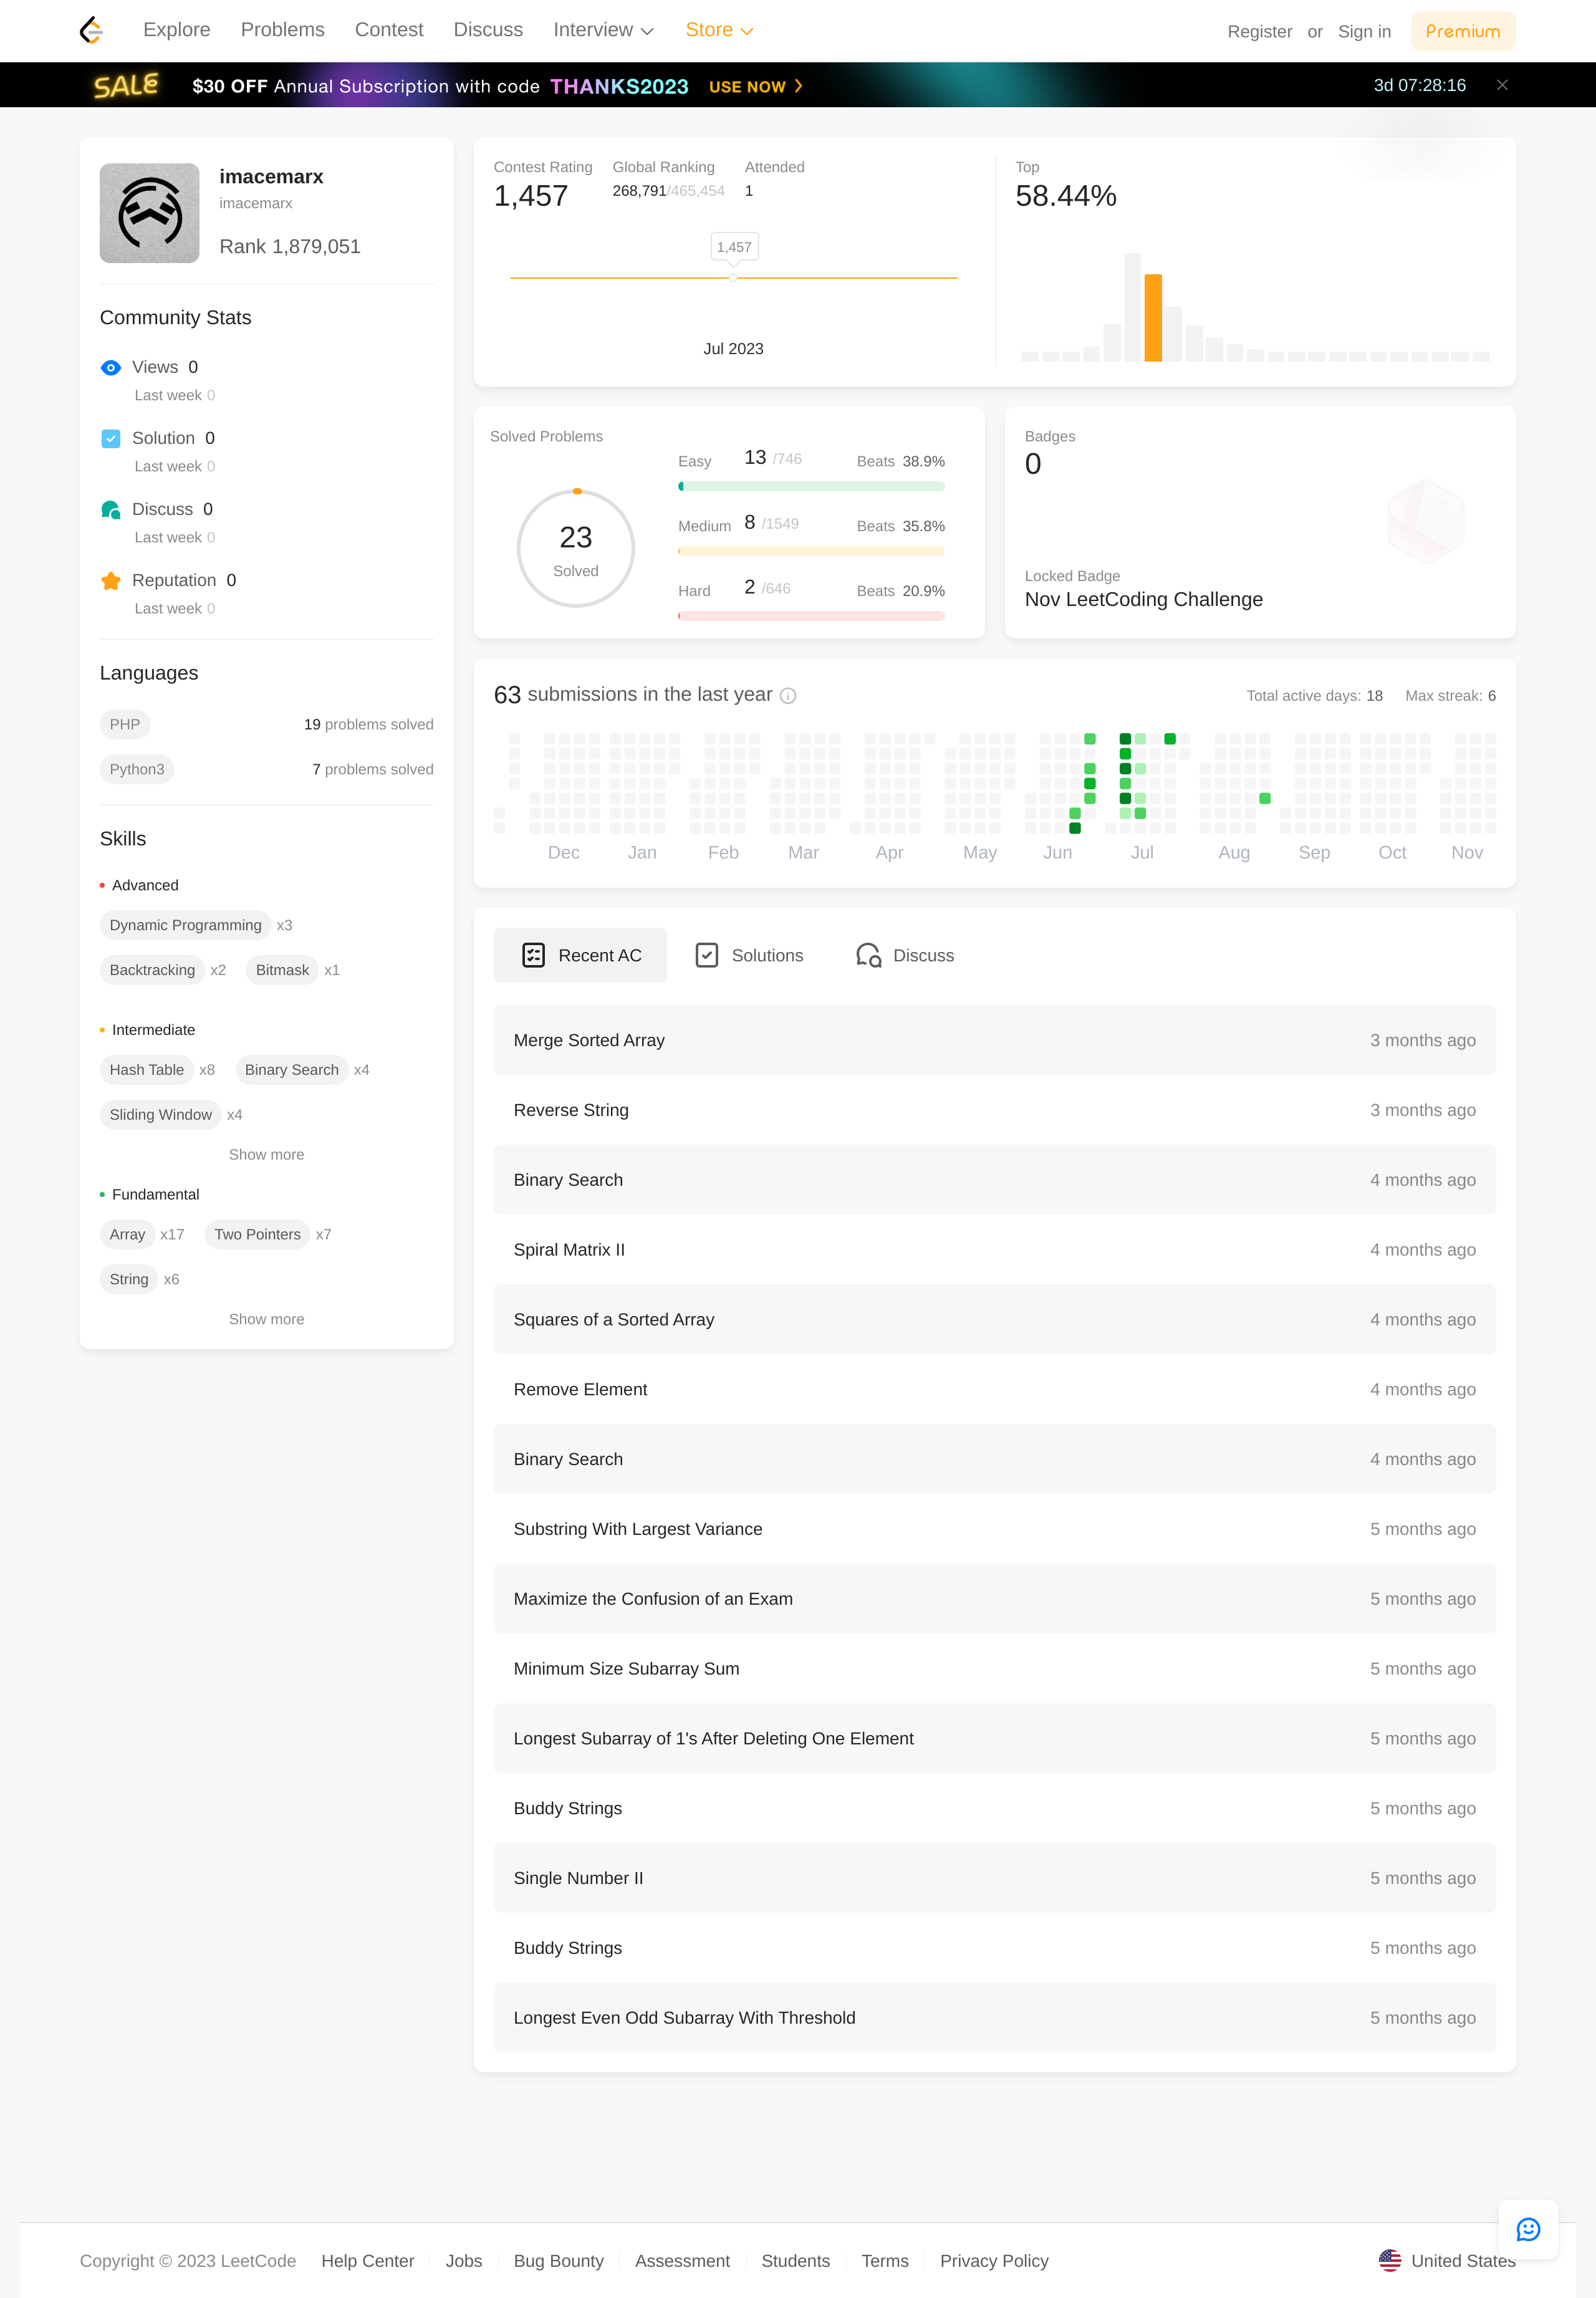 Explore Problems Contest Discuss Interview Store Register or Sign in Premium
SALE $30 OFF Annual Subscription with code THANKS2023 USE NOW 3d 07:28:16
imacemarx
imacemarx
Rank 1,879,051
Community Stats
Views 0
Last week 0
Solution 0
Last week 0
Discuss 0
Last week 0
Reputation 0
Last week 0
Languages
PHP 19 problems solved
Python3 7 problems solved
Skills
Advanced
Dynamic Programming x3
Backtracking x2 Bitmask x1
Intermediate
Hash Table x8 Binary Search x4
Sliding Window x4
Show more
Fundamental
Array x17 Two Pointers x7
String x6
Show more
Contest Rating Global Ranking Attended
1,457 268,791/465,454 1
1,457
Jul 2023
Top
58.44%
Solved Problems
23
Solved
Easy 13 /746 Beats 38.9%
Medium 8 /1549 Beats 35.8%
Hard 2 /646 Beats 20.9%
Badges
0
Locked Badge
Nov LeetCoding Challenge
63 submissions in the last year Total active days: 18 Max streak: 6
Dec Jan Feb Mar Apr May Jun Jul Aug Sep Oct Nov
Recent AC Solutions Discuss
Merge Sorted Array 3 months ago
Reverse String 3 months ago
Binary Search 4 months ago
Spiral Matrix II 4 months ago
Squares of a Sorted Array 4 months ago
Remove Element 4 months ago
Binary Search 4 months ago
Substring With Largest Variance 5 months ago
Maximize the Confusion of an Exam 5 months ago
Minimum Size Subarray Sum 5 months ago
Longest Subarray of 1's After Deleting One Element 5 months ago
Buddy Strings 5 months ago
Single Number II 5 months ago
Buddy Strings 5 months ago
Longest Even Odd Subarray With Threshold 5 months ago
Copyright © 2023 LeetCode Help Center Jobs Bug Bounty Assessment Students Terms Privacy Policy United States